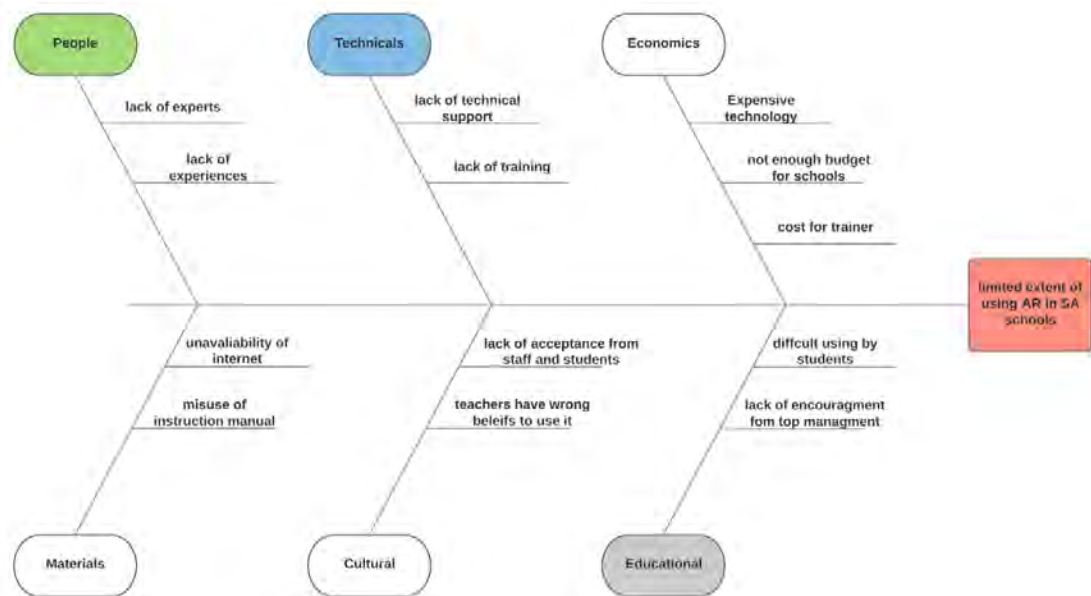 People
Technicals
Economics
lack of experts
lack of
experiences
lack of technical
support
lack of training
Expensive
technology
not enough budget
for schools
cost for trainer
limited extent of
using AR in SA
schools
unavaliability of
internet
misuse of
instruction manual
lack of acceptance from
staff and students
teachers have wrong
beleifs to use it
diffcult using by
students
lack of encouragment
fom top managment
Materials
Cultural
Educational